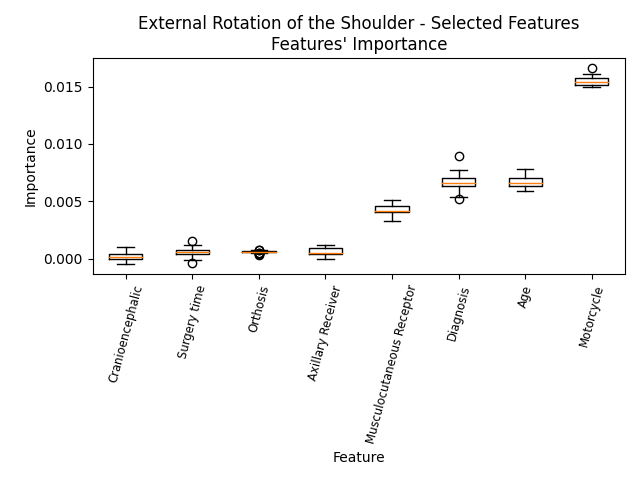 External Rotation of the Shoulder - Selected Features
Features' Importance
0.015
0.010
0.005
0.000
Importance
Cranioencephalic
Surgery time
Orthosis
Axillary Receiver
Musculocutaneous Receptor
Diagnosis
Age
Motorcycle
Feature